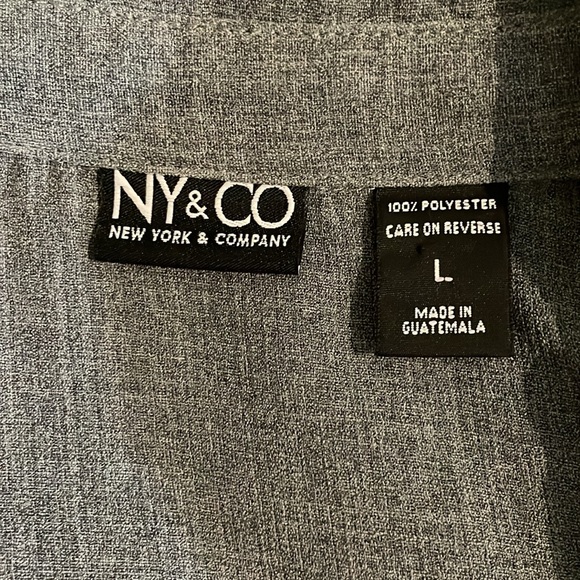 NY&CO
NEW YORK & COMPANY
100% POLYESTER
CARE ON REVERSE
L
MADE IN
GUATEMALA